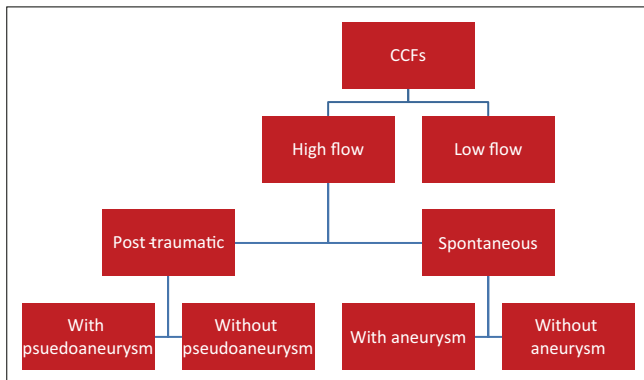 CCFs
High flow
Low flow
Post-traumatic
Spontaneous
With
psuedoaneurysm
Without
pseudoaneurysm
With aneurysm
Without
aneurysm